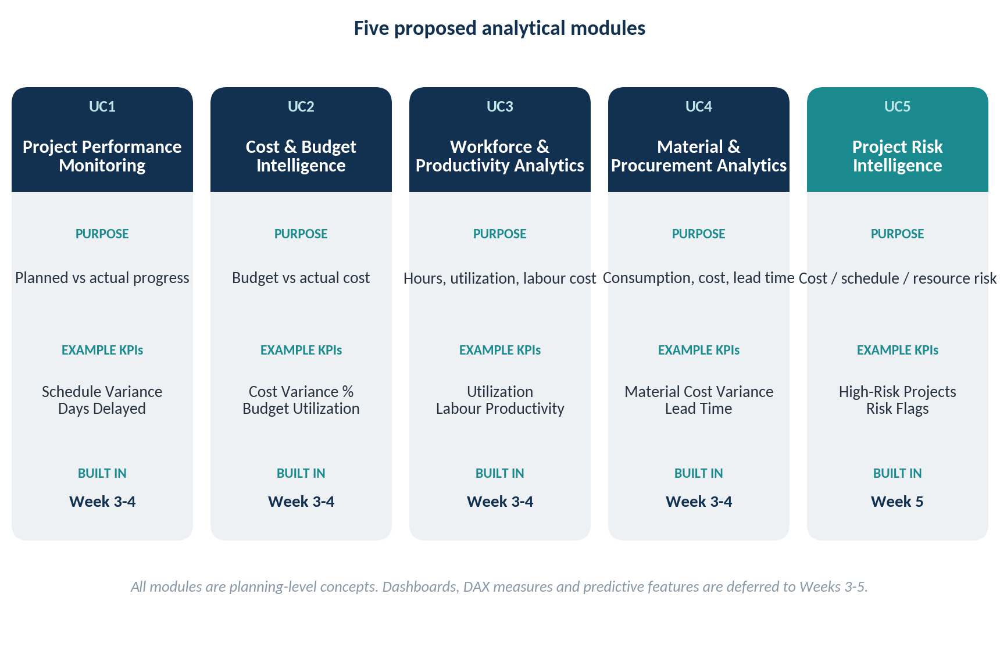 Five proposed analytical modules
UC1
Project Performance
Monitoring
PURPOSE
Planned vs actual progress
EXAMPLE KPIs
Schedule Variance
Days Delayed
BUILT IN
Week 3-4
UC2
Cost & Budget
Intelligence
PURPOSE
Budget vs actual cost
EXAMPLE KPIs
Cost Variance %
Budget Utilization
BUILT IN
Week 3-4
UC3
Workforce &
Productivity Analytics
PURPOSE
Hours, utilization, labour cost
EXAMPLE KPIs
Utilization
Labour Productivity
BUILT IN
Week 3-4
UC4
Material &
Procurement Analytics
PURPOSE
Consumption, cost, lead time
EXAMPLE KPIs
Material Cost Variance
Lead Time
BUILT IN
Week 3-4
UC5
Project Risk
Intelligence
PURPOSE
Cost / schedule / resource risk
EXAMPLE KPIs
High-Risk Projects
Risk Flags
BUILT IN
Week 5
All modules are planning-level concepts. Dashboards, DAX measures and predictive features are deferred to Weeks 3-5.